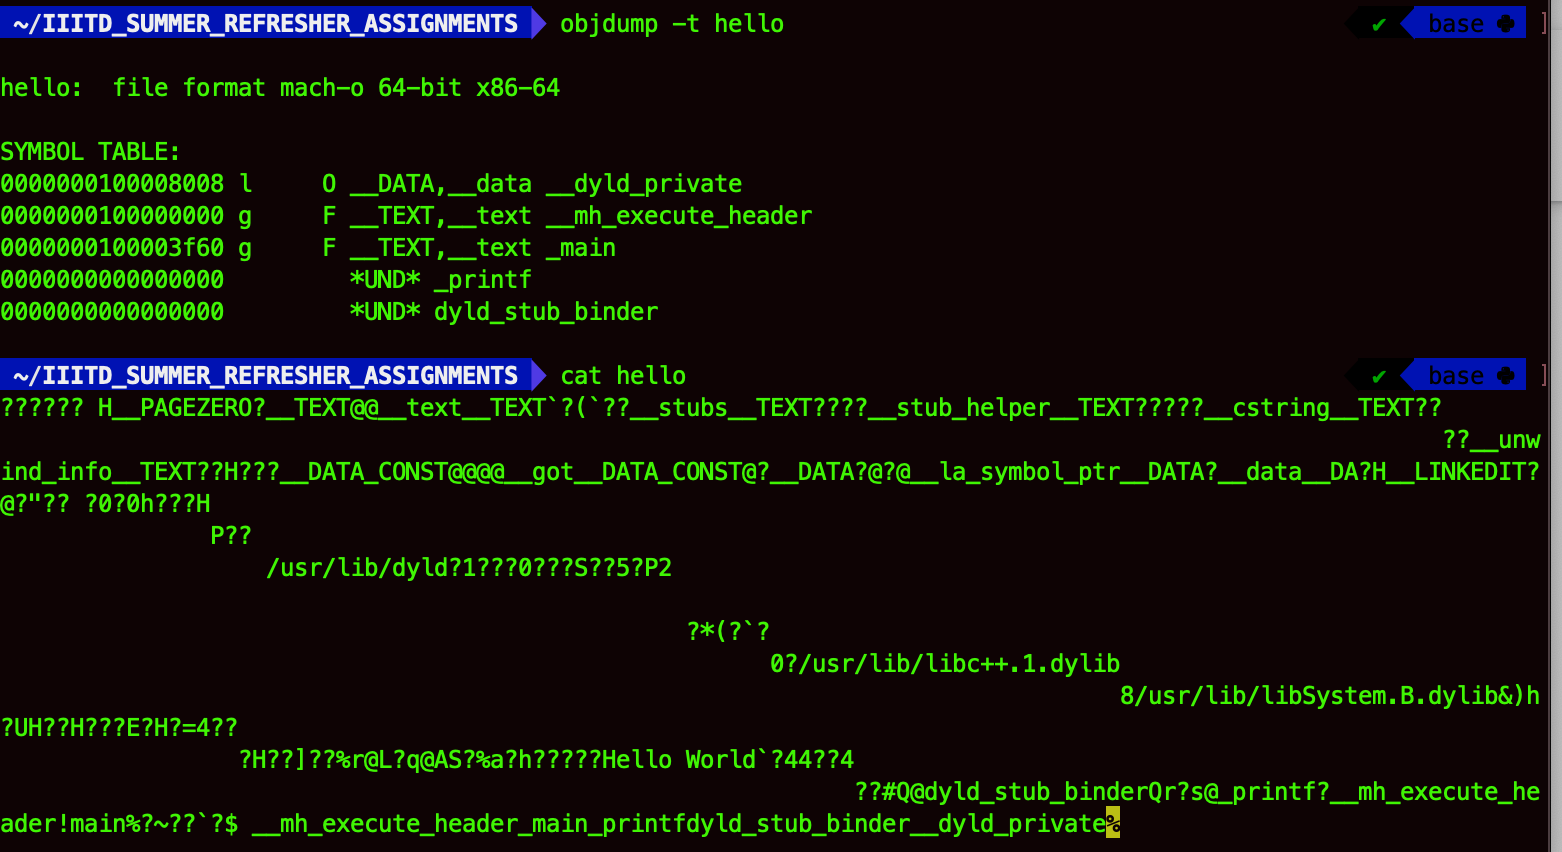 ~/IIITD_SUMMER_REFRESHER_ASSIGNMENTS objdump -t hello ✔ base ]
hello: file format mach-o 64-bit x86-64
SYMBOL TABLE:
0000000100008008 l O __DATA,__data __dyld_private
0000000100000000 g F __TEXT,__text __mh_execute_header
0000000100003f60 g F __TEXT,__text _main
0000000000000000 *UND* _printf
0000000000000000 *UND* dyld_stub_binder
~/IIITD_SUMMER_REFRESHER_ASSIGNMENTS cat hello ✔ base ]
?????? H__PAGEZERO?__TEXT@@__text__TEXT`?(`??__stubs__TEXT????__stub_helper__TEXT?????__cstring__TEXT??
??__unw
ind_info__TEXT??H???__DATA_CONST@@@@__got__DATA_CONST@?__DATA?@?@__la_symbol_ptr__DATA?__data__DA?H__LINKEDIT?
@?"?? ?0?0h???H
P??
/usr/lib/dyld?1???0???S??5?P2
?*(?`?
0?/usr/lib/libc++.1.dylib
8/usr/lib/libSystem.B.dylib&)h
?UH??H???E?H?=4??
?H??]??%r@L?q@AS?%a?h?????Hello World`?44??4
??#Q@dyld_stub_binderQr?s@_printf?__mh_execute_he
ader!main%?~??`?$ __mh_execute_header_main_printfdyld_stub_binder__dyld_private%